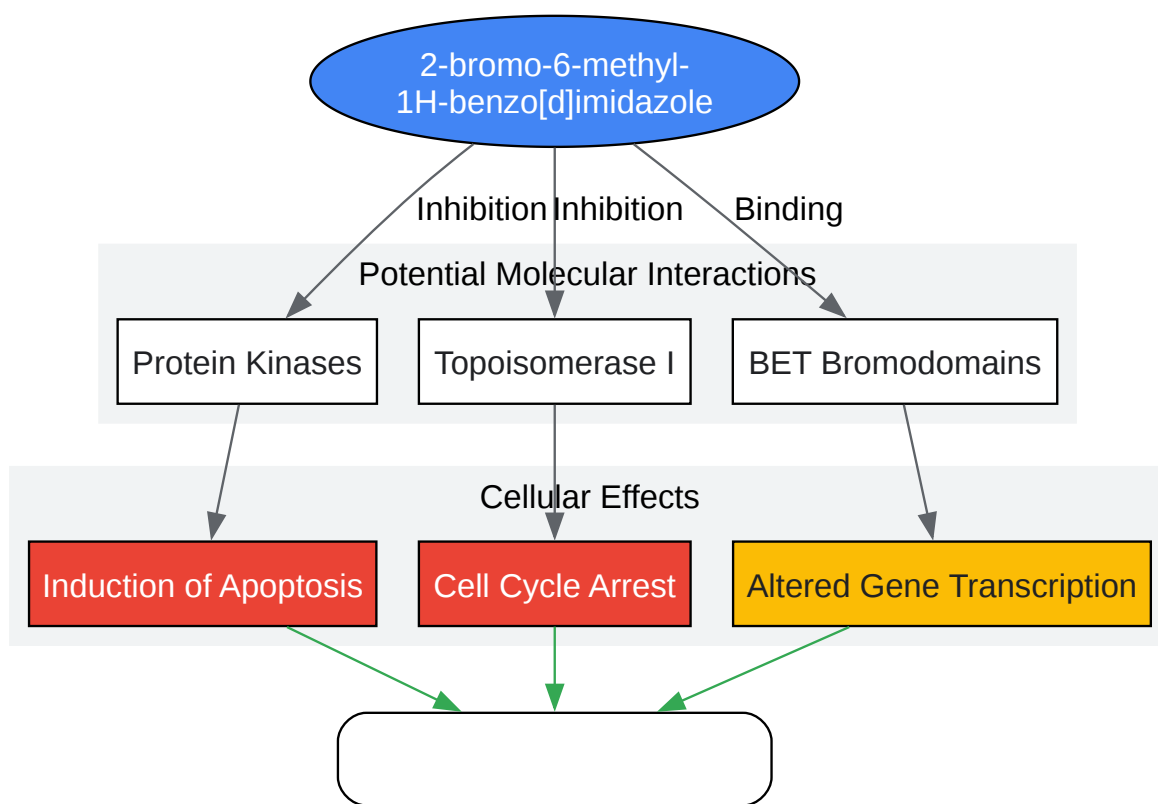 2-bromo-6-methyl-
1H-benzo[d]imidazole
Inhibition
Inhibition
Binding
Potential Molecular Interactions
Protein Kinases
Topoisomerase I
BET Bromodomains
Cellular Effects
Induction of Apoptosis
Cell Cycle Arrest
Altered Gene Transcription